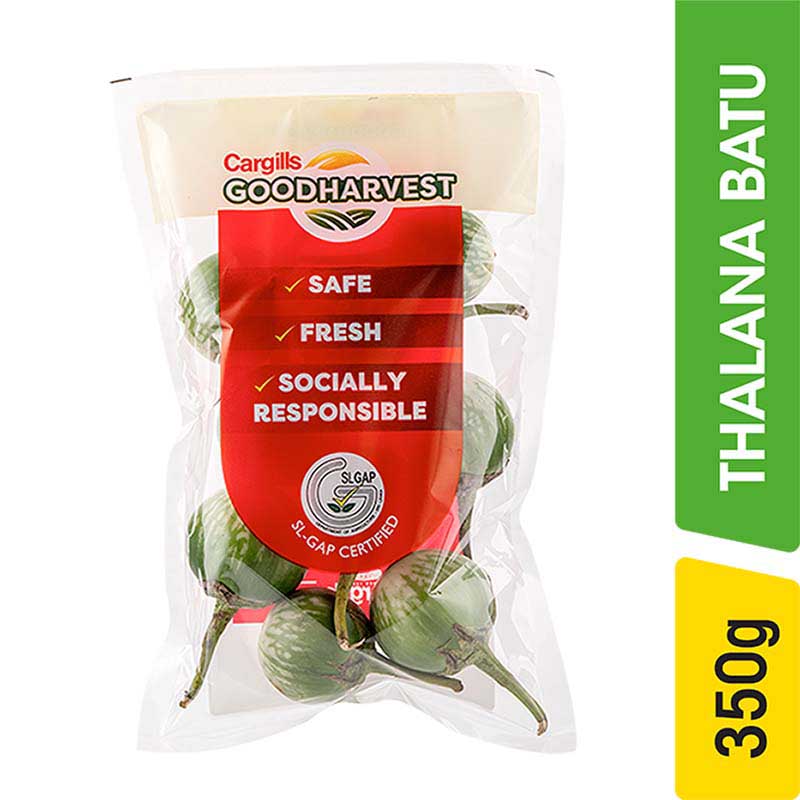 Cargills
GOODHARVEST
SAFE
FRESH
SOCIALLY
RESPONSIBLE
SLGAP
SL-GAP CERTIFIED
THALANA BATU
350g